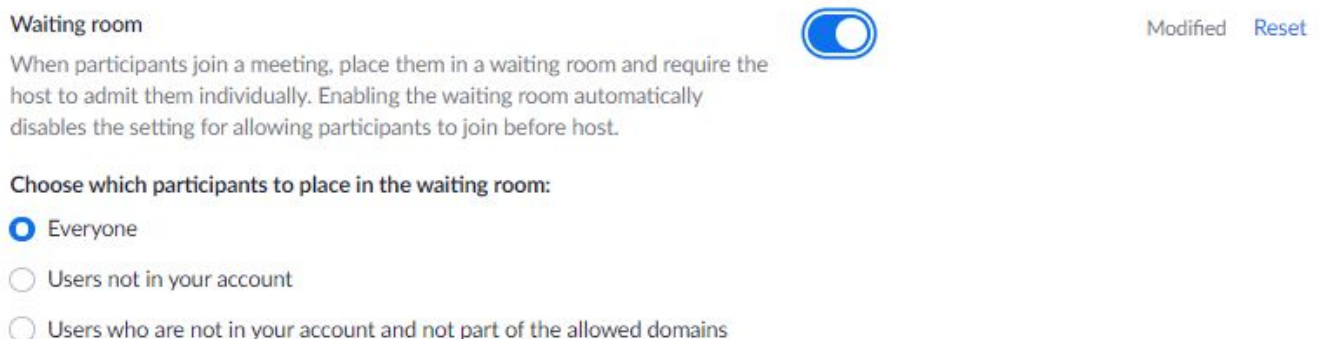 Waiting room
Modified Reset
When participants join a meeting, place them in a waiting room and require the
host to admit them individually. Enabling the waiting room automatically
disables the setting for allowing participants to join before host.
Choose which participants to place in the waiting room:
Everyone
Users not in your account
Users who are not in your account and not part of the allowed domains